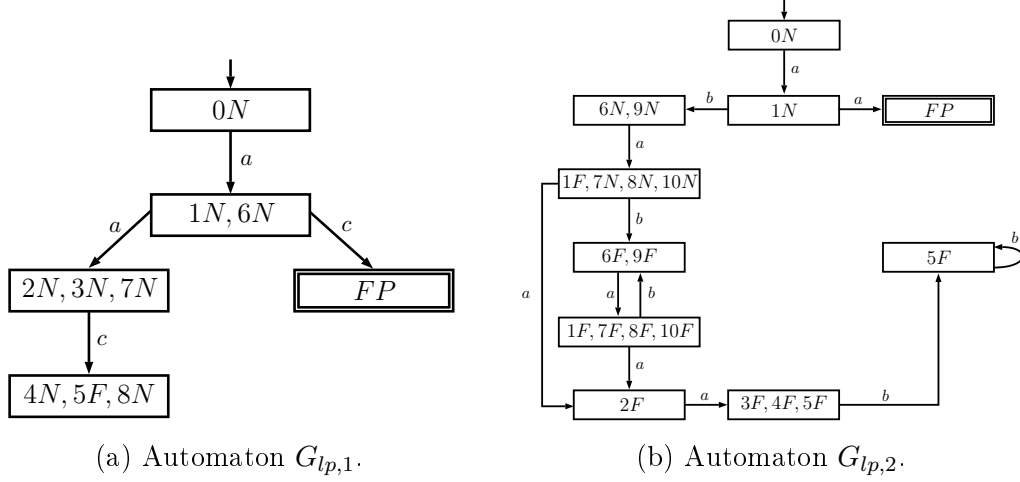 0N
a
1N, 6N
a
c
2N, 3N, 7N
FP
c
4N, 5F, 8N
(a) Automaton G_{lp,1}.
0N
a
6N, 9N
b
1N
a
FP
a
1F, 7N, 8N, 10N
b
6F, 9F
5F
b
a
a
b
1F, 7F, 8F, 10F
a
2F
a
3F, 4F, 5F
b
(b) Automaton G_{lp,2}.